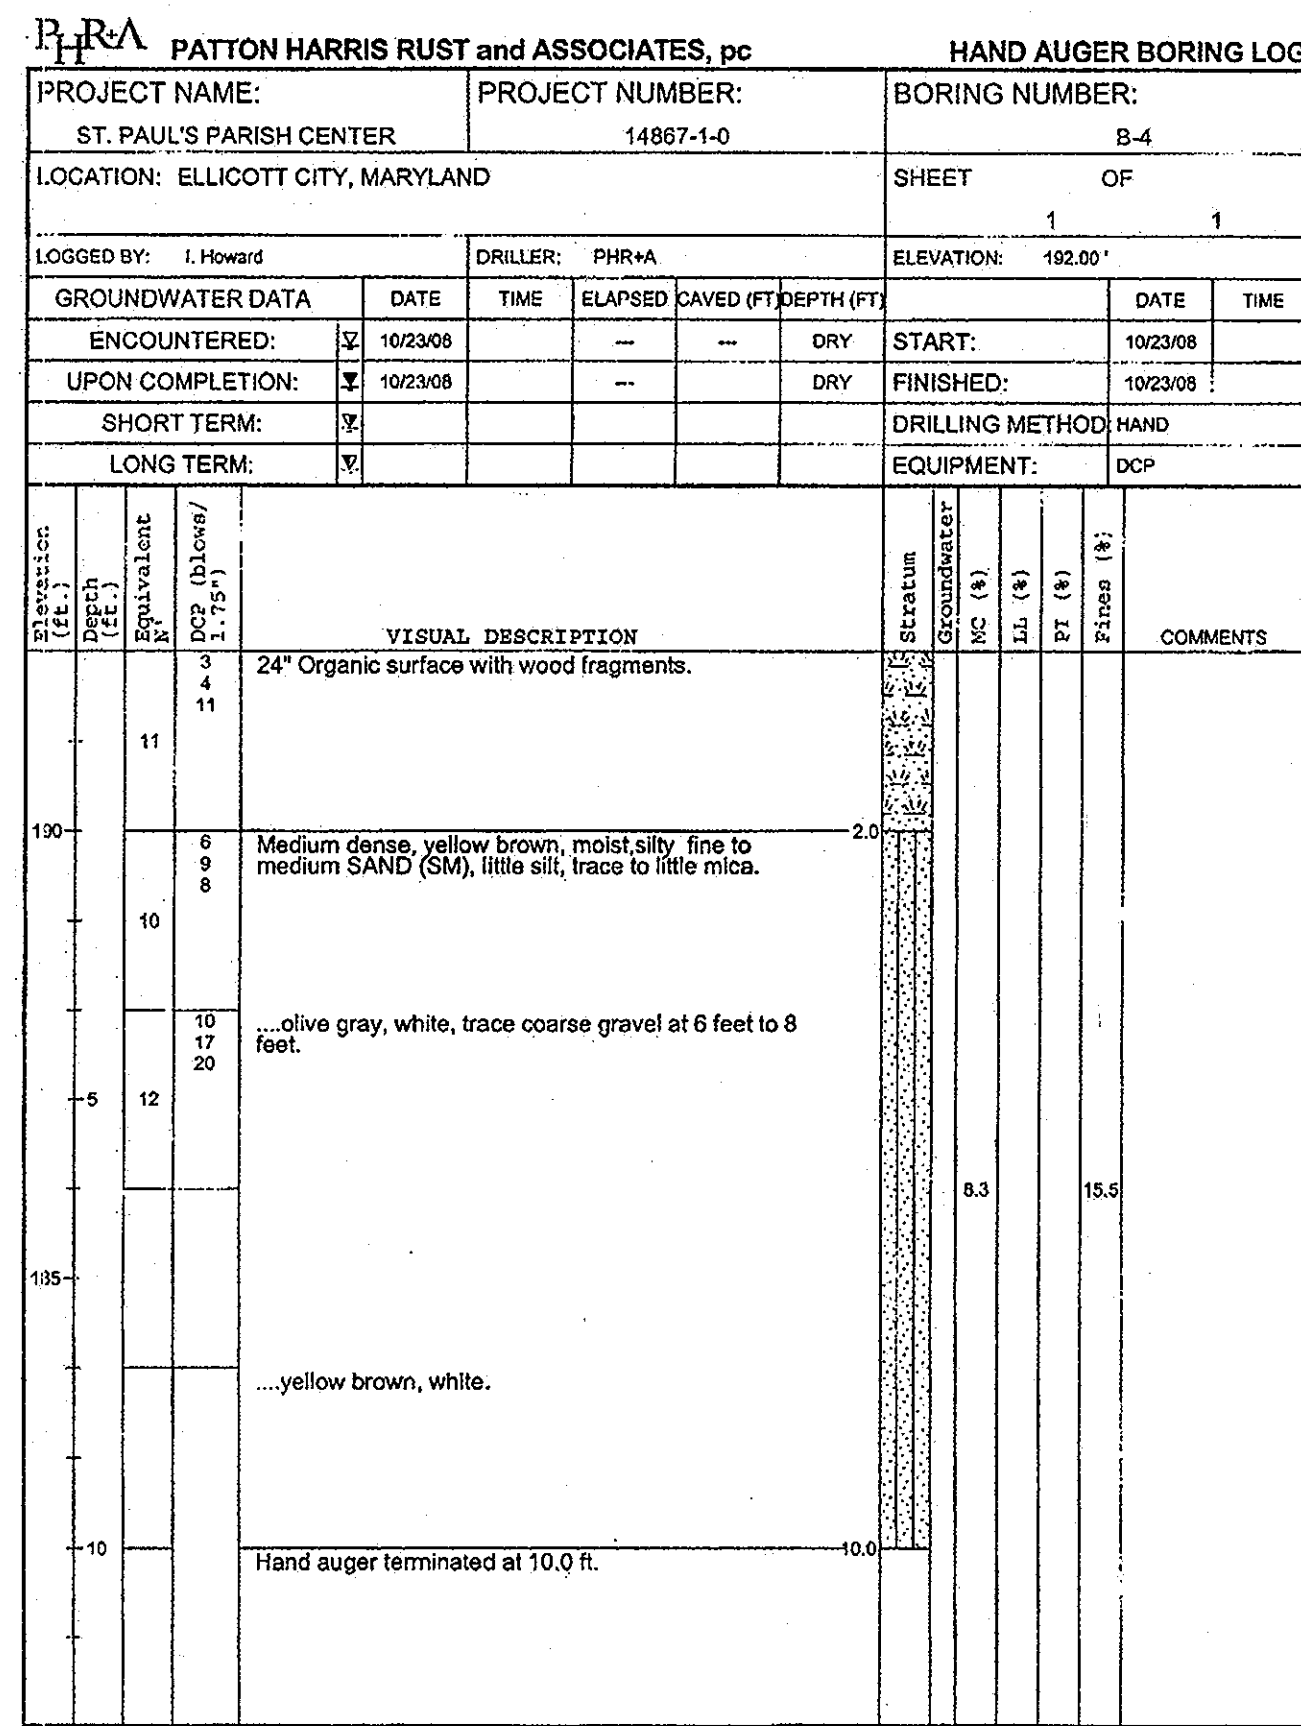 PHR+A PATTON HARRIS RUST and ASSOCIATES, pc HAND AUGER BORING LOG
PROJECT NAME: PROJECT NUMBER: BORING NUMBER:
ST. PAUL'S PARISH CENTER 14867-1-0 B-4
LOCATION: ELLICOTT CITY, MARYLAND SHEET OF
1 1
LOGGED BY: I. Howard DRILLER: PHR+A ELEVATION: 192.00'
GROUNDWATER DATA DATE TIME ELAPSED CAVED (FT) DEPTH (FT) DATE TIME
ENCOUNTERED: 10/23/08 --- --- DRY START: 10/23/08
UPON COMPLETION: 10/23/08 --- DRY FINISHED: 10/23/08
SHORT TERM: DRILLING METHOD: HAND
LONG TERM: EQUIPMENT: DCP
Elevation (ft.)
Depth (ft.)
Equivalent N'
DCP (blows/ 1.75")
VISUAL DESCRIPTION
Stratum
Groundwater
MC (%)
LL (%)
PI (%)
Fines (%)
COMMENTS
3 24" Organic surface with wood fragments.
4
11
11
190 2.0
6 Medium dense, yellow brown, moist,silty fine to
9 medium SAND (SM), little silt, trace to little mica.
8
10
10 ....olive gray, white, trace coarse gravel at 6 feet to 8
17 feet.
20
5 12
8.3 15.5
185
....yellow brown, white.
10 10.0
Hand auger terminated at 10.0 ft.